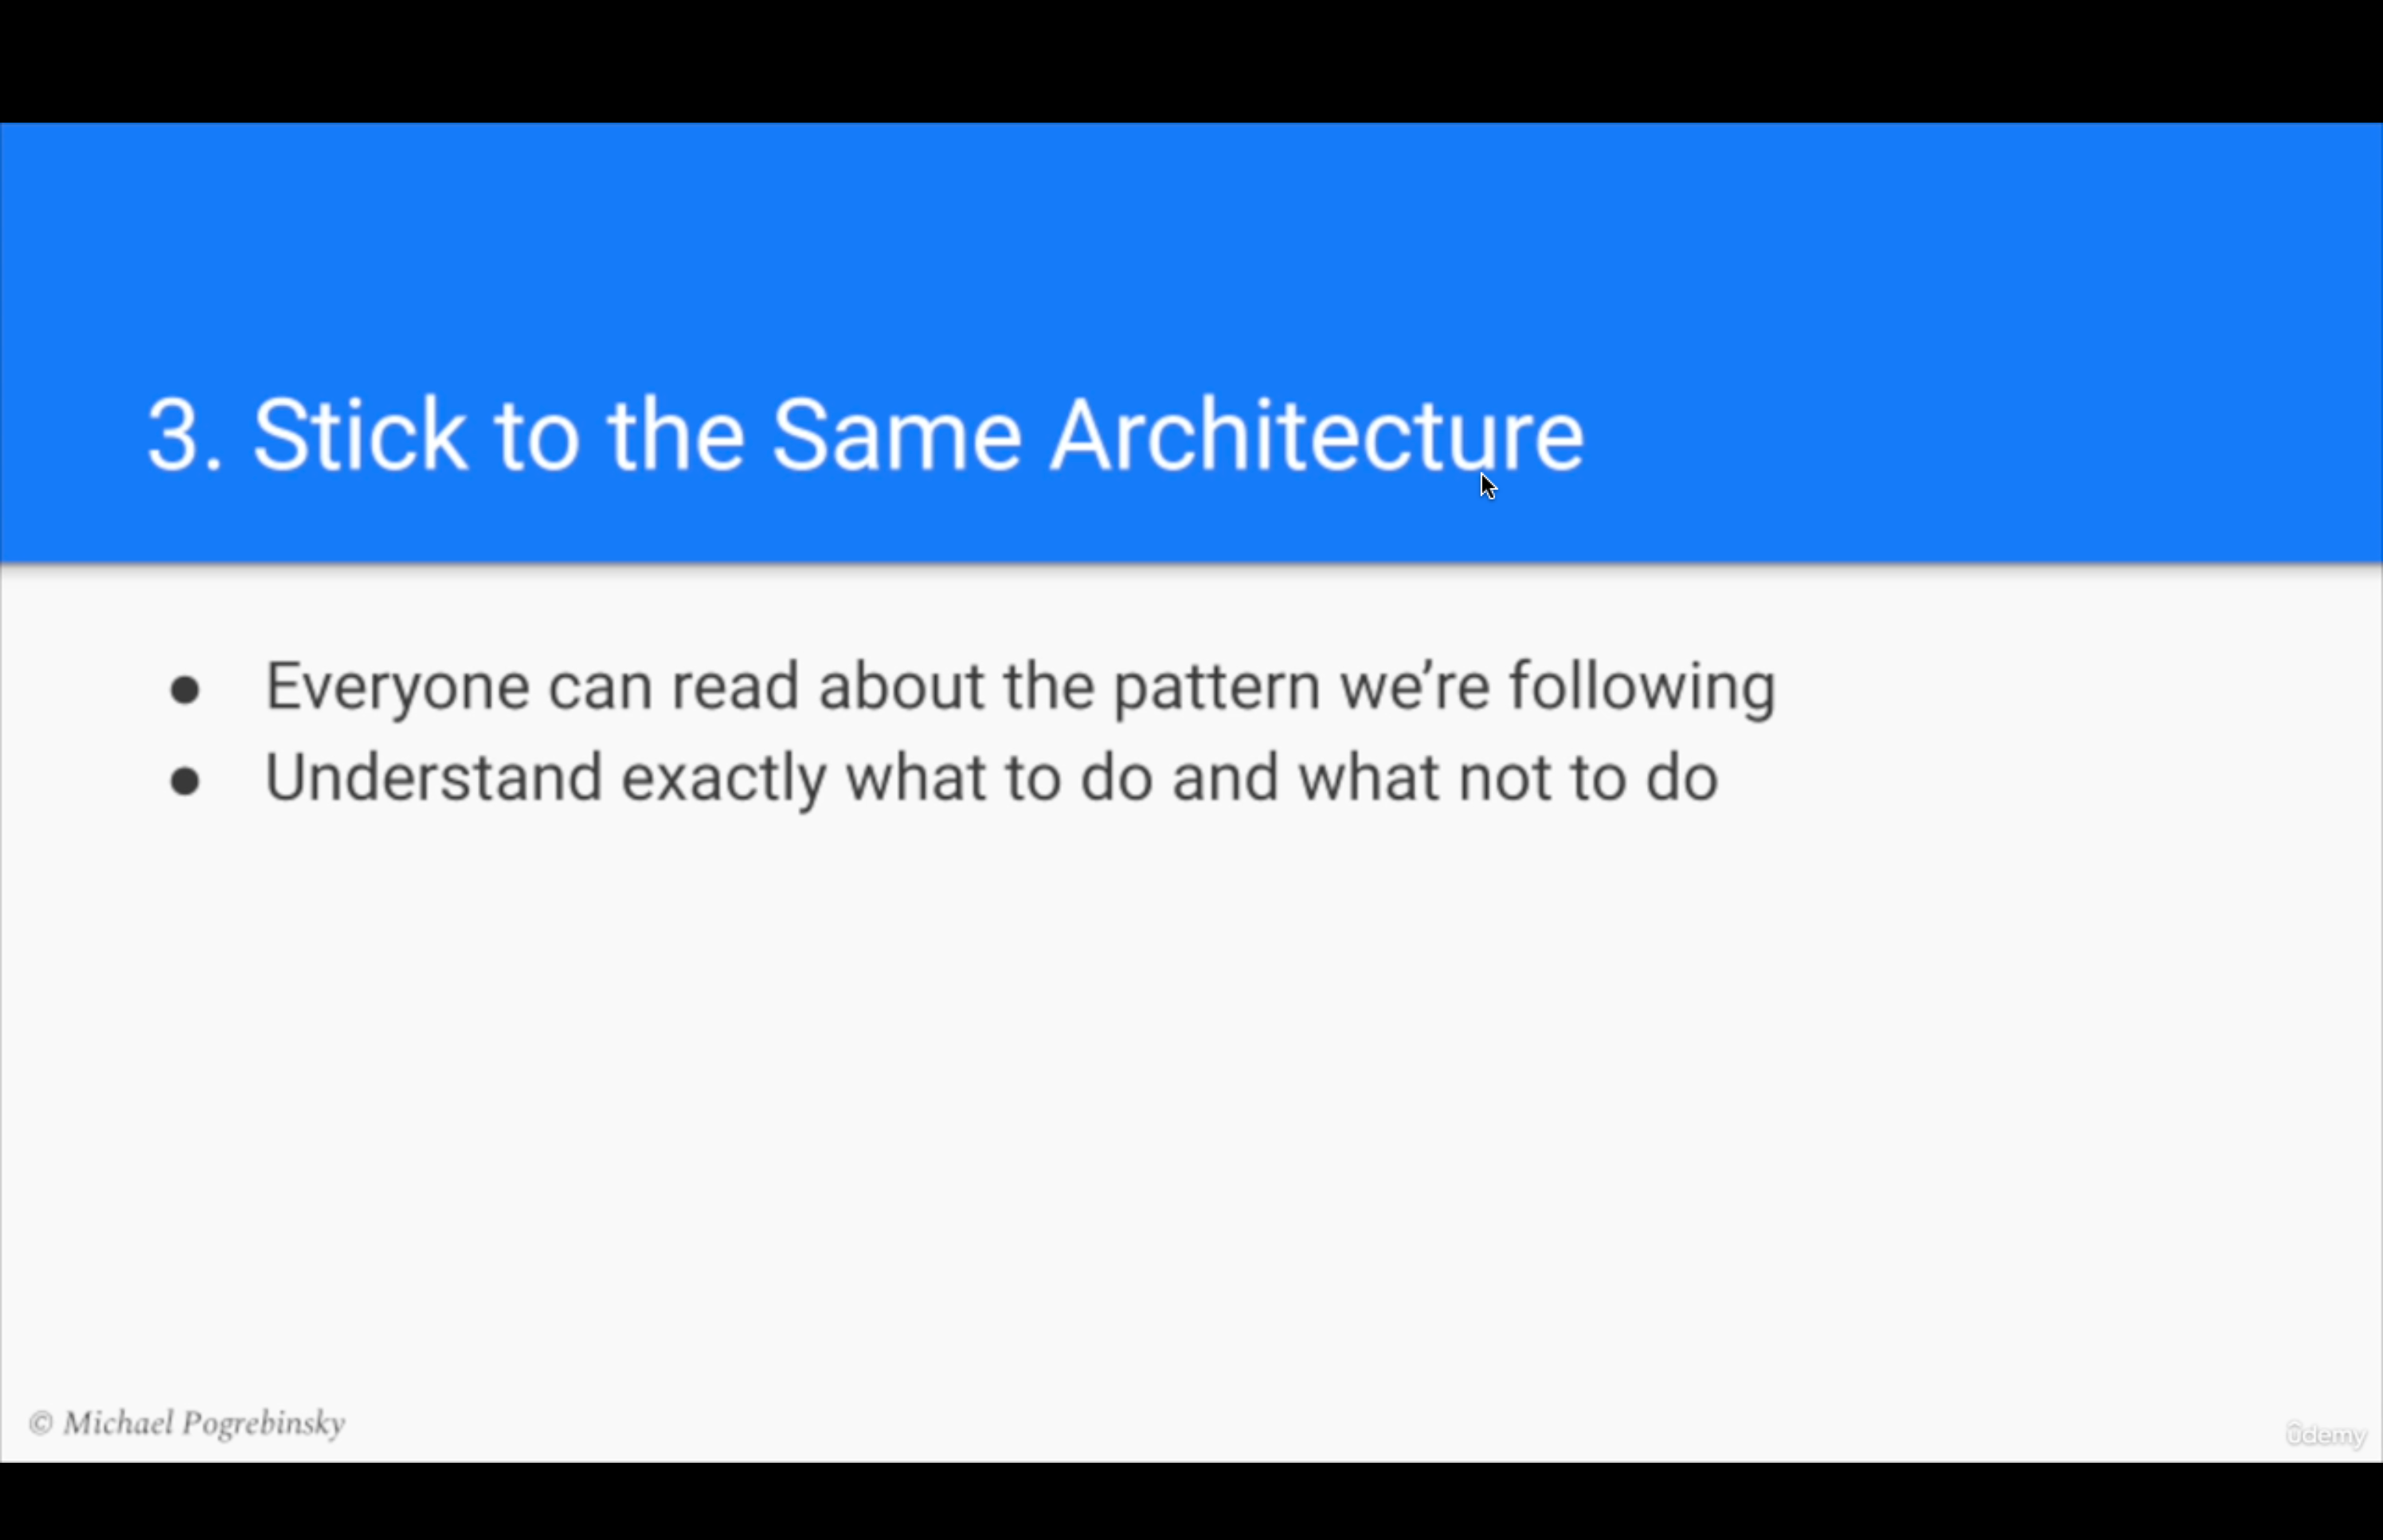 3. Stick to the Same Architecture
● Everyone can read about the pattern we’re following
● Understand exactly what to do and what not to do
© Michael Pogrebinsky
ûdemy